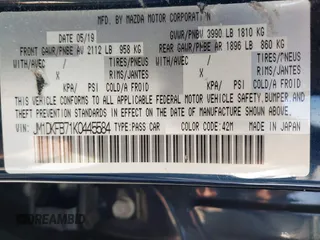 MFD BY MAZDA MOTOR CORPORATION
DATE 05/19 GVWR/PNBV 3990 LB 1810 KG
FRONT GAWR/PNBE AV 2112 LB 958 KG REAR GAWR/PNBE AR 1896 LB 860 KG
WITH/AVEC TIRES/PNEUS WITH/AVEC TIRES/PNEUS
X RIMS/JANTES X RIMS/JANTES
KPA/ PSI COLD/A FROID KPA/ PSI COLD/A FROID
THIS VEHICLE CONFORMS TO ALL APPLICABLE FEDERAL MOTOR VEHICLE SAFETY, BUMPER, AND
THEFT PREVENTION STANDARDS IN EFFECT ON THE DATE OF MANUFACTURE SHOWN ABOVE.
VIN: JM1DKFB71K0445584 TYPE: PASS CAR COLOR CODE: 42M MADE IN JAPAN
DREAMBID